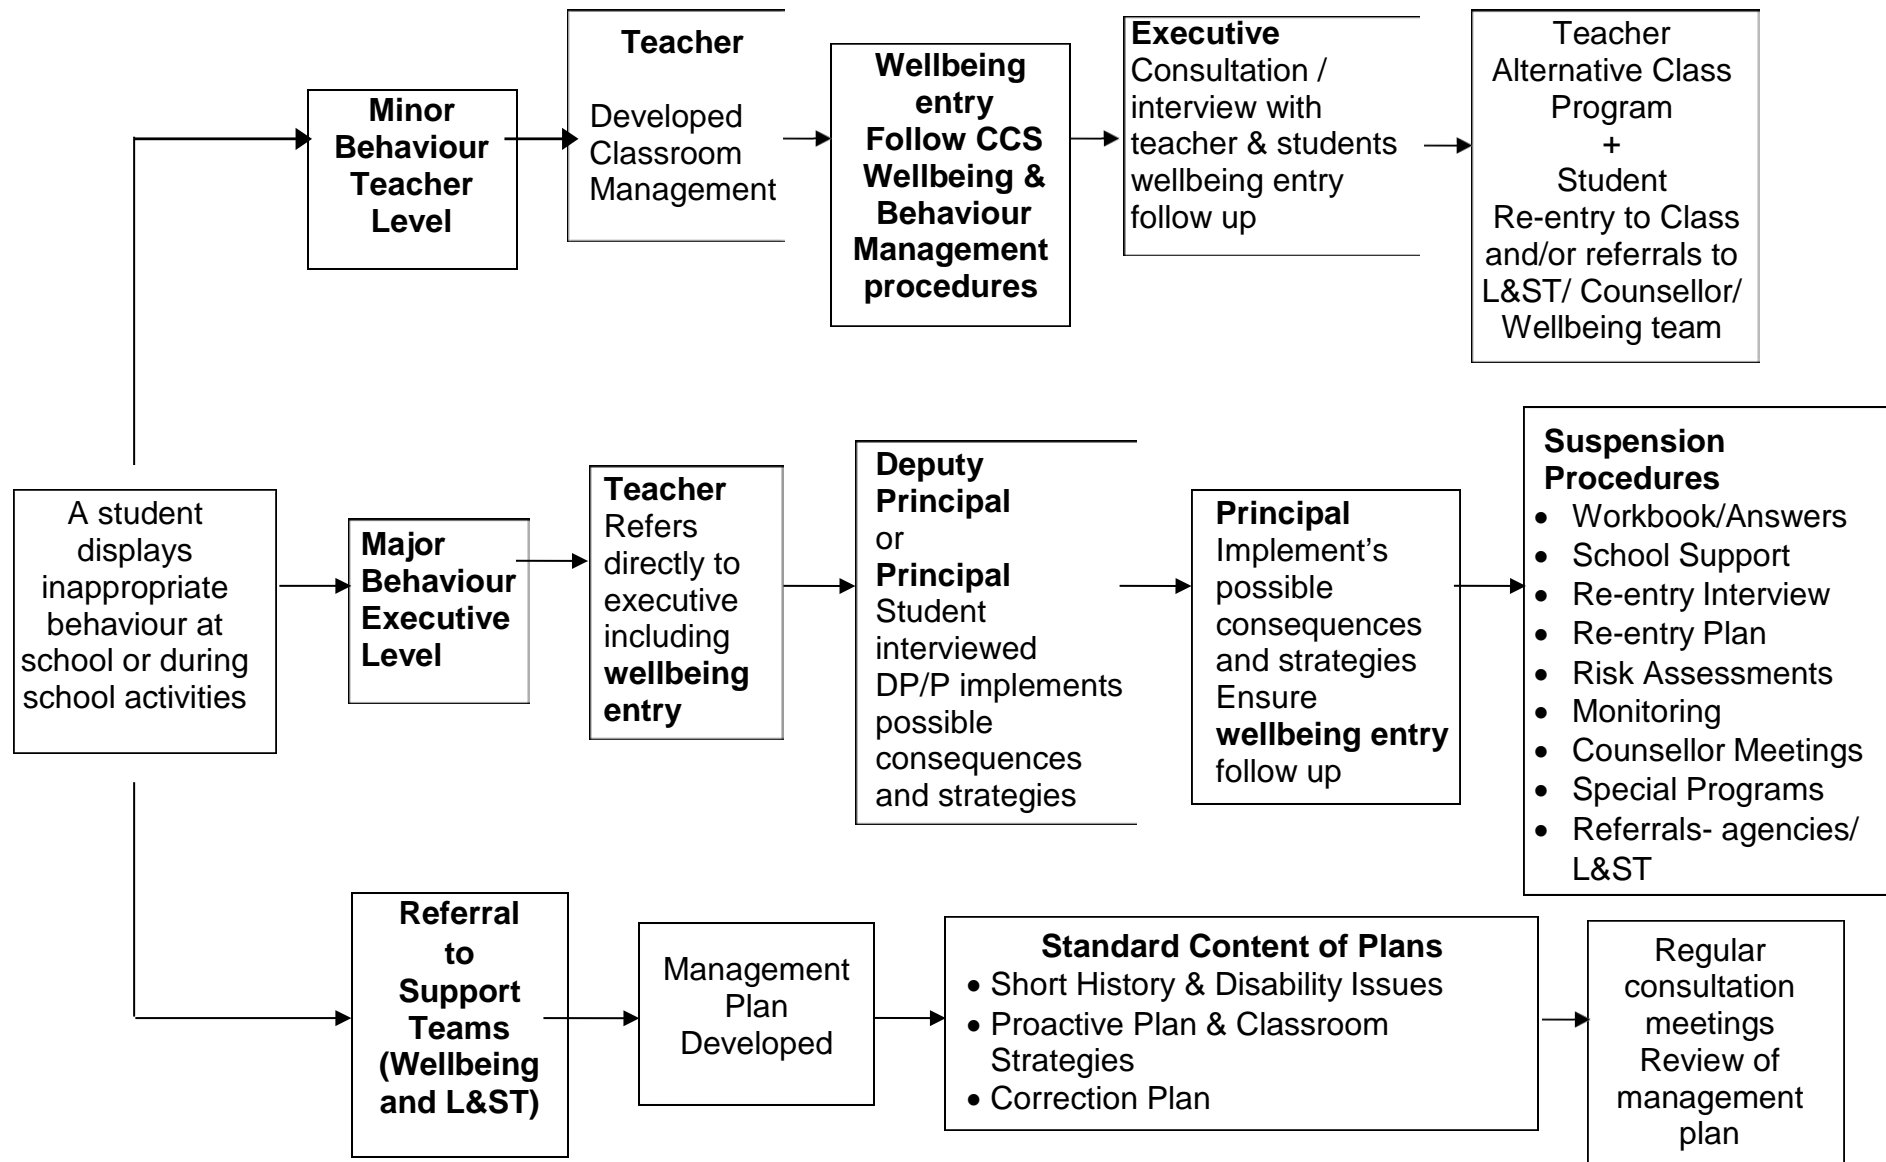 A student
displays
inappropriate
behaviour at
school or during
school activities
Minor
Behaviour
Teacher
Level
Teacher
Developed
Classroom
Management
Wellbeing
entry
Follow CCS
Wellbeing &
Behaviour
Management
procedures
Executive
Consultation /
interview with
teacher & students
wellbeing entry
follow up
Teacher
Alternative Class
Program
+
Student
Re-entry to Class
and/or referrals to
L&ST/ Counsellor/
Wellbeing team
Major
Behaviour
Executive
Level
Teacher
Refers
directly to
executive
including
wellbeing
entry
Deputy
Principal
or
Principal
Student
interviewed
DP/P implements
possible
consequences
and strategies
Principal
Implement’s
possible
consequences
and strategies
Ensure
wellbeing entry
follow up
Suspension
Procedures
• Workbook/Answers
• School Support
• Re-entry Interview
• Re-entry Plan
• Risk Assessments
• Monitoring
• Counsellor Meetings
• Special Programs
• Referrals- agencies/
L&ST
Referral
to
Support
Teams
(Wellbeing
and L&ST)
Management
Plan
Developed
Standard Content of Plans
• Short History & Disability Issues
• Proactive Plan & Classroom
Strategies
• Correction Plan
Regular
consultation
meetings
Review of
management
plan